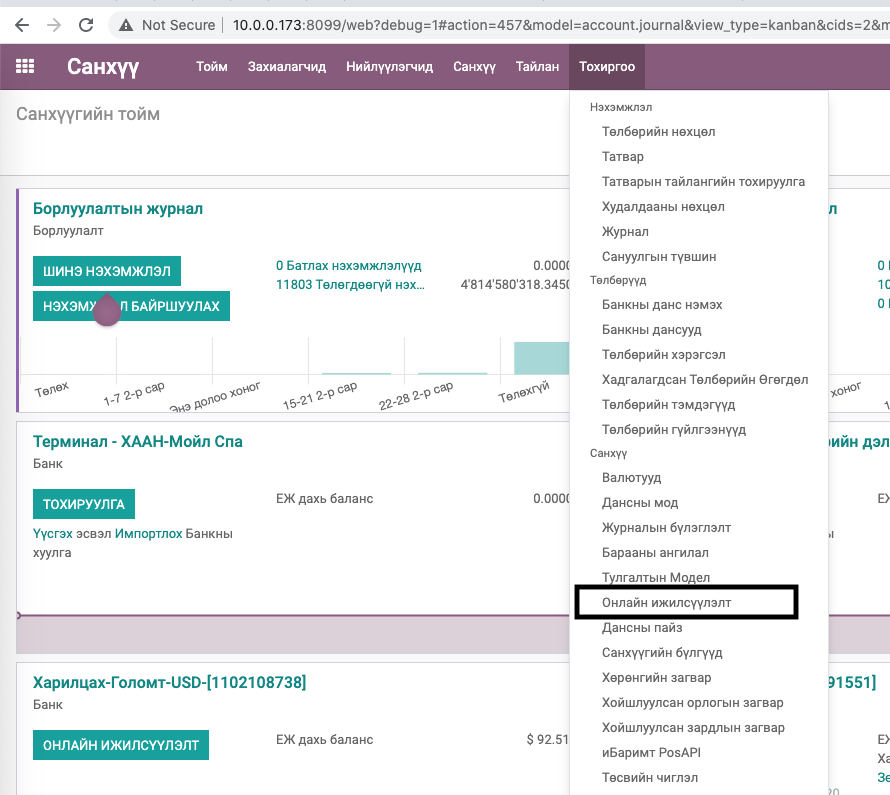 Not Secure 10.0.0.173:8099/web?debug=1#action=457&model=account.journal&view_type=kanban&cids=2&m
Санхүү Тойм Захиалагчид Нийлүүлэгчид Санхүү Тайлан Тохиргоо
Санхүүгийн тойм
Нэхэмжлэл
Төлбөрийн нөхцөл
Татвар
Татварын тайлангийн тохируулга
Худалдааны нөхцөл
Журнал
Сануулгын түвшин
Төлбөрүүд
Банкны данс нэмэх
Банкны дансууд
Төлбөрийн хэрэгсэл
Хадгалагдсан Төлбөрийн Өгөгдөл
Төлбөрийн тэмдэгүүд
Төлбөрийн гүйлгээнүүд
Санхүү
Валютууд
Дансны мод
Журналын бүлэглэлт
Барааны ангилал
Тулгалтын Модел
Онлайн ижилсүүлэлт
Дансны пайз
Санхүүгийн бүлгүүд
Хөрөнгийн загвар
Хойшлуулсан орлогын загвар
Хойшлуулсан зардлын загвар
иБаримт PosAPI
Төсвийн чиглэл
Борлуулалтын журнал
Борлуулалт
ШИНЭ НЭХЭМЖЛЭЛ
БАЙРШУУЛАХ
0 Батлах нэхэмжлэлүүд 0.0000
11803 Төлөгдөөгүй нэх... 4'814'580'318.3450
Төлөх
1-7 2-р сар
Энэ долоо хоног
15-21 2-р сар
22-28 2-р сар
Төлөхгүй
Терминал - ХААН-Мойл Спа
Банк
ТОХИРУУЛГА
Үүсгэх эсвэл Импортлох Банкны
хуулга
ЕЖ дахь баланс 0.0000
Харилцах-Голомт-USD-[1102108738]
Банк
ОНЛАЙН ИЖИЛСҮҮЛЭЛТ
ЕЖ дахь баланс $ 92.51
0
10
0
хоног
ийн дэл
91551]